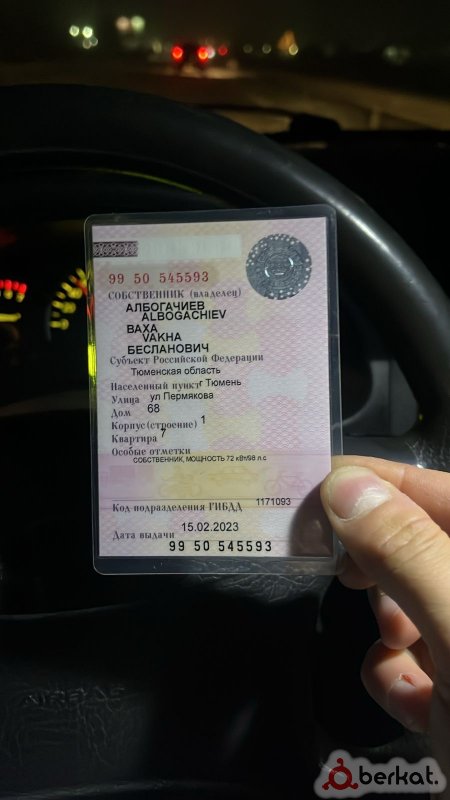 99 50 545593
СОБСТВЕННИК (владелец)
АЛБОГАЧИЕВ
ALBOGACHIEV
ВАХА
VAKHA
БЕСЛАНОВИЧ
Субъект Российской Федерации
Тюменская область
Населенный пункт г Тюмень
Улица ул Пермякова
Дом 68
Корпус(строение) 1
Квартира 7
Особые отметки
СОБСТВЕННИК, МОЩНОСТЬ 72 кВт/98 л.с
Код подразделения ГИБДД 1171093
15.02.2023
Дата выдачи
99 50 545593
AIRBAG
berkat.